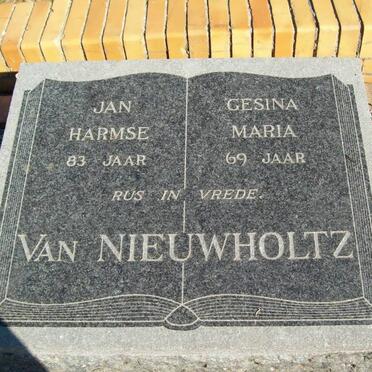 JAN
HARMSE
83 JAAR
GESINA
MARIA
69 JAAR
RUS IN VREDE.
VAN NIEUWHOLTZ